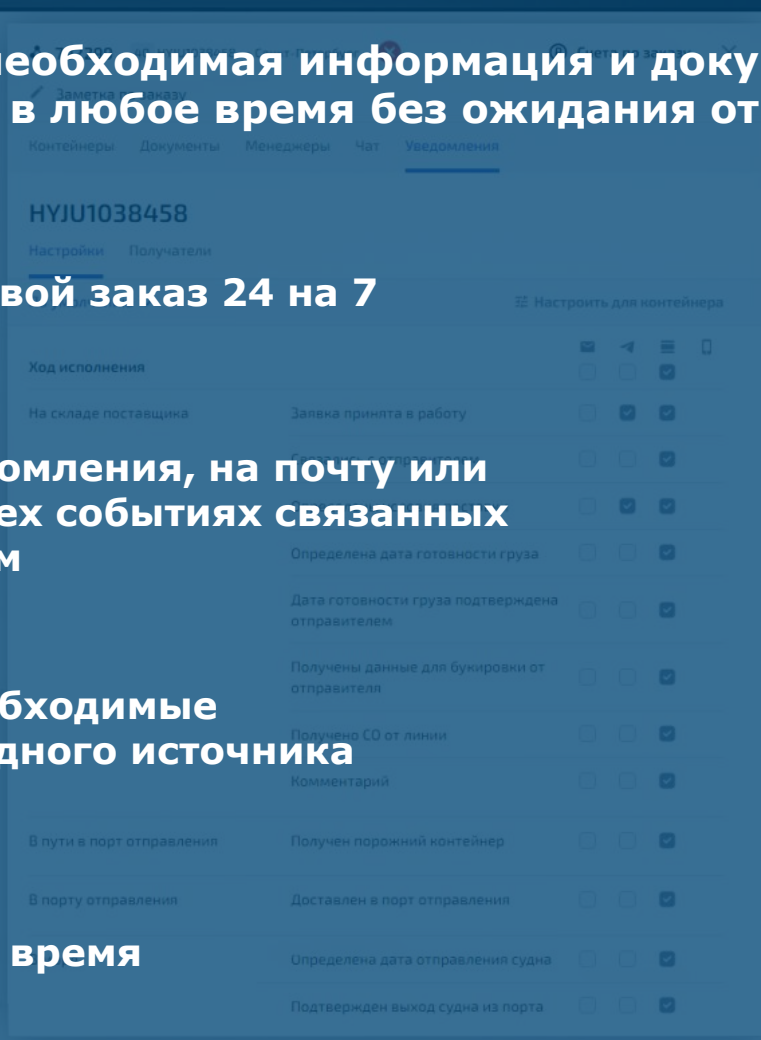 необходимая информация и доку
Заметка по заказу
в любое время без ожидания от
Контейнеры Документы Менеджеры Чат Уведомления
HYJU1038458
Настройки Получатели
вой заказ 24 на 7
Настроить для контейнера
Ход исполнения
На складе поставщика Заявка принята в работу
омления, на почту или
ех событиях связанных
м
Определена дата готовности груза
Дата готовности груза подтверждена
отправителем
Получены данные для букировки от
отправителя
бходимые
Получено СО от линии
дного источника
Комментарий
В пути в порт отправления Получен порожний контейнер
В порту отправления Доставлен в порт отправления
время
Определена дата отправления судна
Подтвержден выход судна из порта